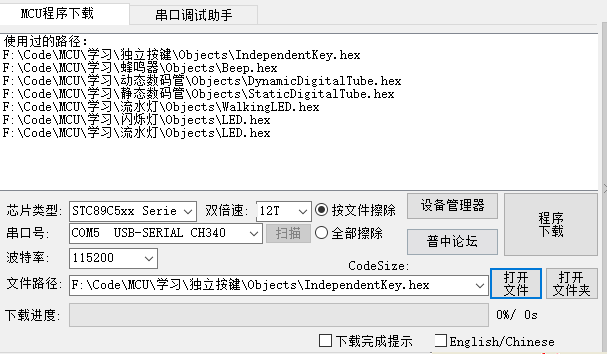 MCU程序下载 串口调试助手
使用过的路径:
F:\Code\MCU\学习\独立按键\Objects\IndependentKey.hex
F:\Code\MCU\学习\蜂鸣器\Objects\Beep.hex
F:\Code\MCU\学习\动态数码管\Objects\DynamicDigitalTube.hex
F:\Code\MCU\学习\静态数码管\Objects\StaticDigitalTube.hex
F:\Code\MCU\学习\流水灯\Objects\WalkingLED.hex
F:\Code\MCU\学习\闪烁灯\Objects\LED.hex
F:\Code\MCU\学习\流水灯\Objects\LED.hex
芯片类型: STC89C5xx Serie 双倍速: 12T 按文件擦除 设备管理器 程序下载
串口号: COM5 USB-SERIAL CH340 扫描 全部擦除 普中论坛
波特率: 115200
CodeSize:
文件路径: F:\Code\MCU\学习\独立按键\Objects\IndependentKey.hex 打开文件 打开文件夹
下载进度: 0%/ 0s
下载完成提示 English/Chinese